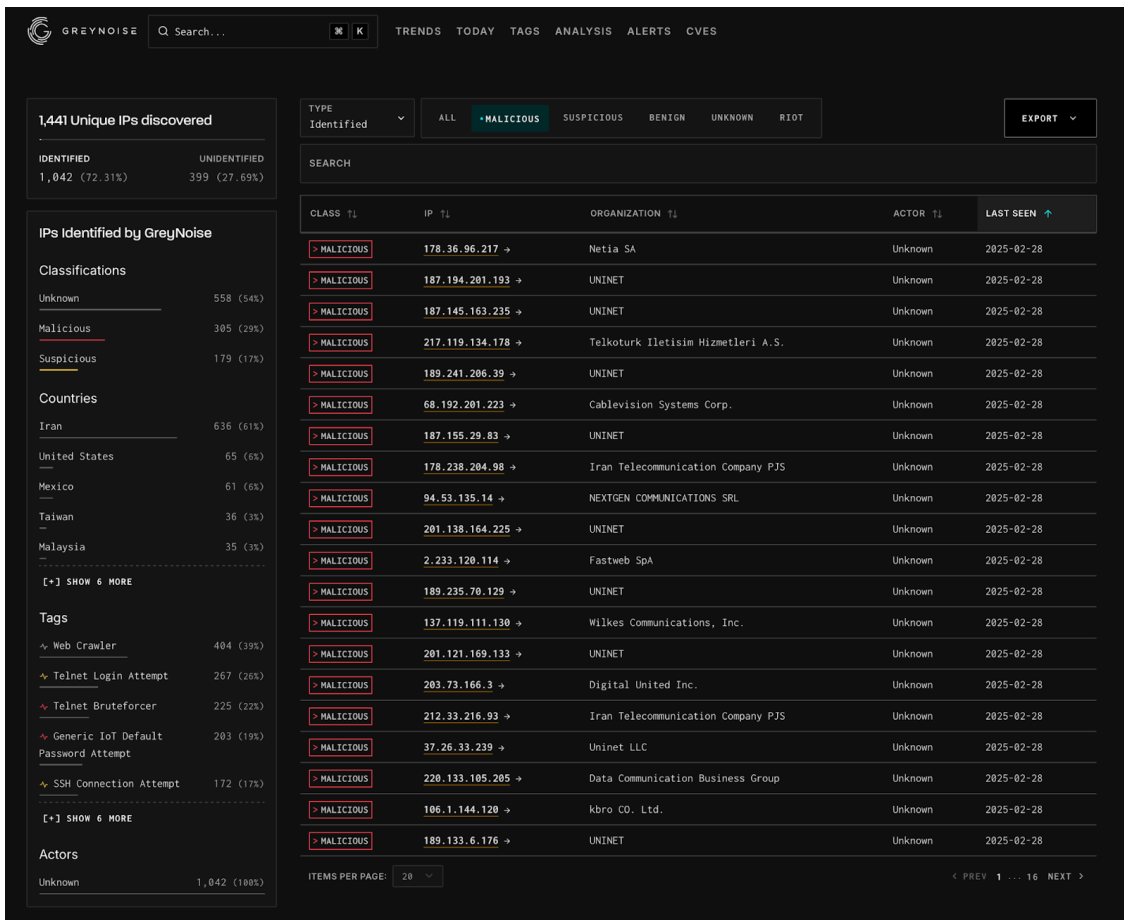 GREYNOISE Search... ⌘ K TRENDS TODAY TAGS ANALYSIS ALERTS CVES
1,441 Unique IPs discovered
IDENTIFIED UNIDENTIFIED
1,042 (72.31%) 399 (27.69%)
IPs Identified by GreyNoise
Classifications
Unknown 558 (54%)
Malicious 305 (29%)
Suspicious 179 (17%)
Countries
Iran 636 (61%)
United States 65 (6%)
Mexico 61 (6%)
Taiwan 36 (3%)
Malaysia 35 (3%)
[+] SHOW 6 MORE
Tags
Web Crawler 404 (39%)
Telnet Login Attempt 267 (26%)
Telnet Bruteforcer 225 (22%)
Generic IoT Default 203 (19%)
Password Attempt
SSH Connection Attempt 172 (17%)
[+] SHOW 6 MORE
Actors
Unknown 1,042 (100%)
TYPE
Identified
ALL •MALICIOUS SUSPICIOUS BENIGN UNKNOWN RIOT
EXPORT
SEARCH
CLASS ↑↓ IP ↑↓ ORGANIZATION ↑↓ ACTOR ↑↓ LAST SEEN ↑
> MALICIOUS 178.36.96.217 → Netia SA Unknown 2025-02-28
> MALICIOUS 187.194.201.193 → UNINET Unknown 2025-02-28
> MALICIOUS 187.145.163.235 → UNINET Unknown 2025-02-28
> MALICIOUS 217.119.134.178 → Telkoturk Iletisim Hizmetleri A.S. Unknown 2025-02-28
> MALICIOUS 189.241.206.39 → UNINET Unknown 2025-02-28
> MALICIOUS 68.192.201.223 → Cablevision Systems Corp. Unknown 2025-02-28
> MALICIOUS 187.155.29.83 → UNINET Unknown 2025-02-28
> MALICIOUS 178.238.204.98 → Iran Telecommunication Company PJS Unknown 2025-02-28
> MALICIOUS 94.53.135.14 → NEXTGEN COMMUNICATIONS SRL Unknown 2025-02-28
> MALICIOUS 201.138.164.225 → UNINET Unknown 2025-02-28
> MALICIOUS 2.233.120.114 → Fastweb SpA Unknown 2025-02-28
> MALICIOUS 189.235.70.129 → UNINET Unknown 2025-02-28
> MALICIOUS 137.119.111.130 → Wilkes Communications, Inc. Unknown 2025-02-28
> MALICIOUS 201.121.169.133 → UNINET Unknown 2025-02-28
> MALICIOUS 203.73.166.3 → Digital United Inc. Unknown 2025-02-28
> MALICIOUS 212.33.216.93 → Iran Telecommunication Company PJS Unknown 2025-02-28
> MALICIOUS 37.26.33.239 → Uninet LLC Unknown 2025-02-28
> MALICIOUS 220.133.105.205 → Data Communication Business Group Unknown 2025-02-28
> MALICIOUS 106.1.144.120 → kbro CO. Ltd. Unknown 2025-02-28
> MALICIOUS 189.133.6.176 → UNINET Unknown 2025-02-28
ITEMS PER PAGE: 20 < PREV 1 ... 16 NEXT >